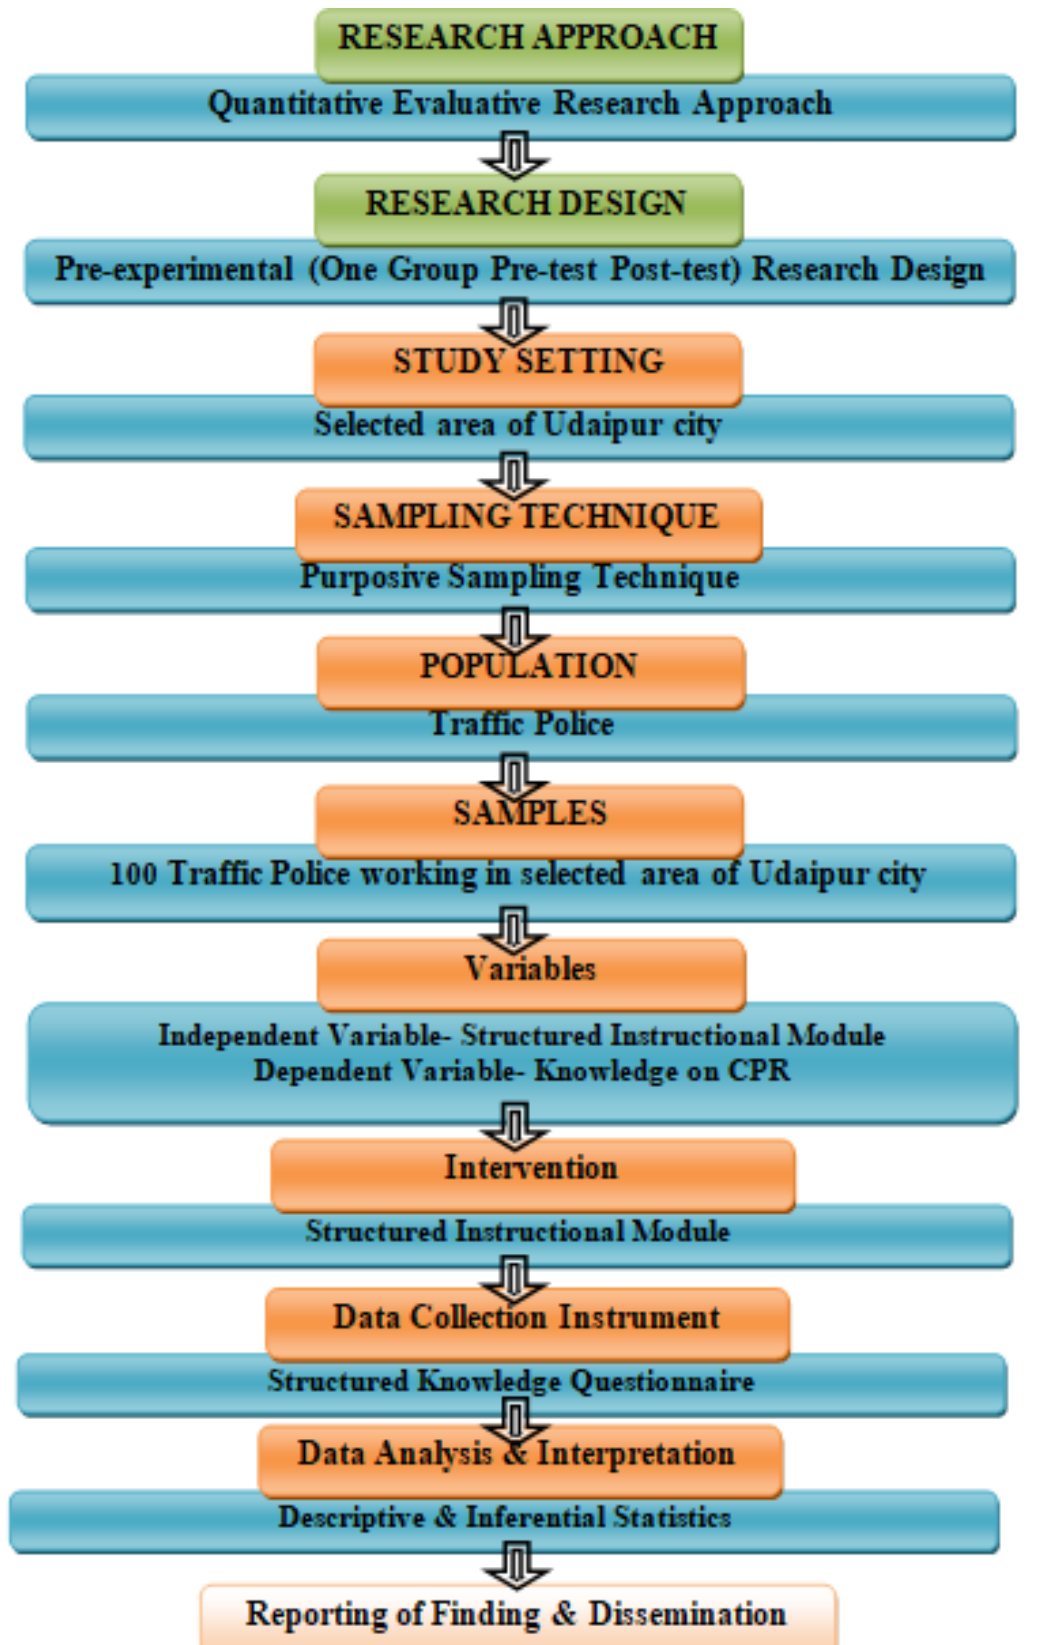 RESEARCH APPROACH
Quantitative Evaluative Research Approach
RESEARCH DESIGN
Pre-experimental (One Group Pre-test Post-test) Research Design
STUDY SETTING
Selected area of Udaipur city
SAMPLING TECHNIQUE
Purposive Sampling Technique
POPULATION
Traffic Police
SAMPLES
100 Traffic Police working in selected area of Udaipur city
Variables
Independent Variable- Structured Instructional Module
Dependent Variable- Knowledge on CPR
Intervention
Structured Instructional Module
Data Collection Instrument
Structured Knowledge Questionnaire
Data Analysis & Interpretation
Descriptive & Inferential Statistics
Reporting of Finding & Dissemination